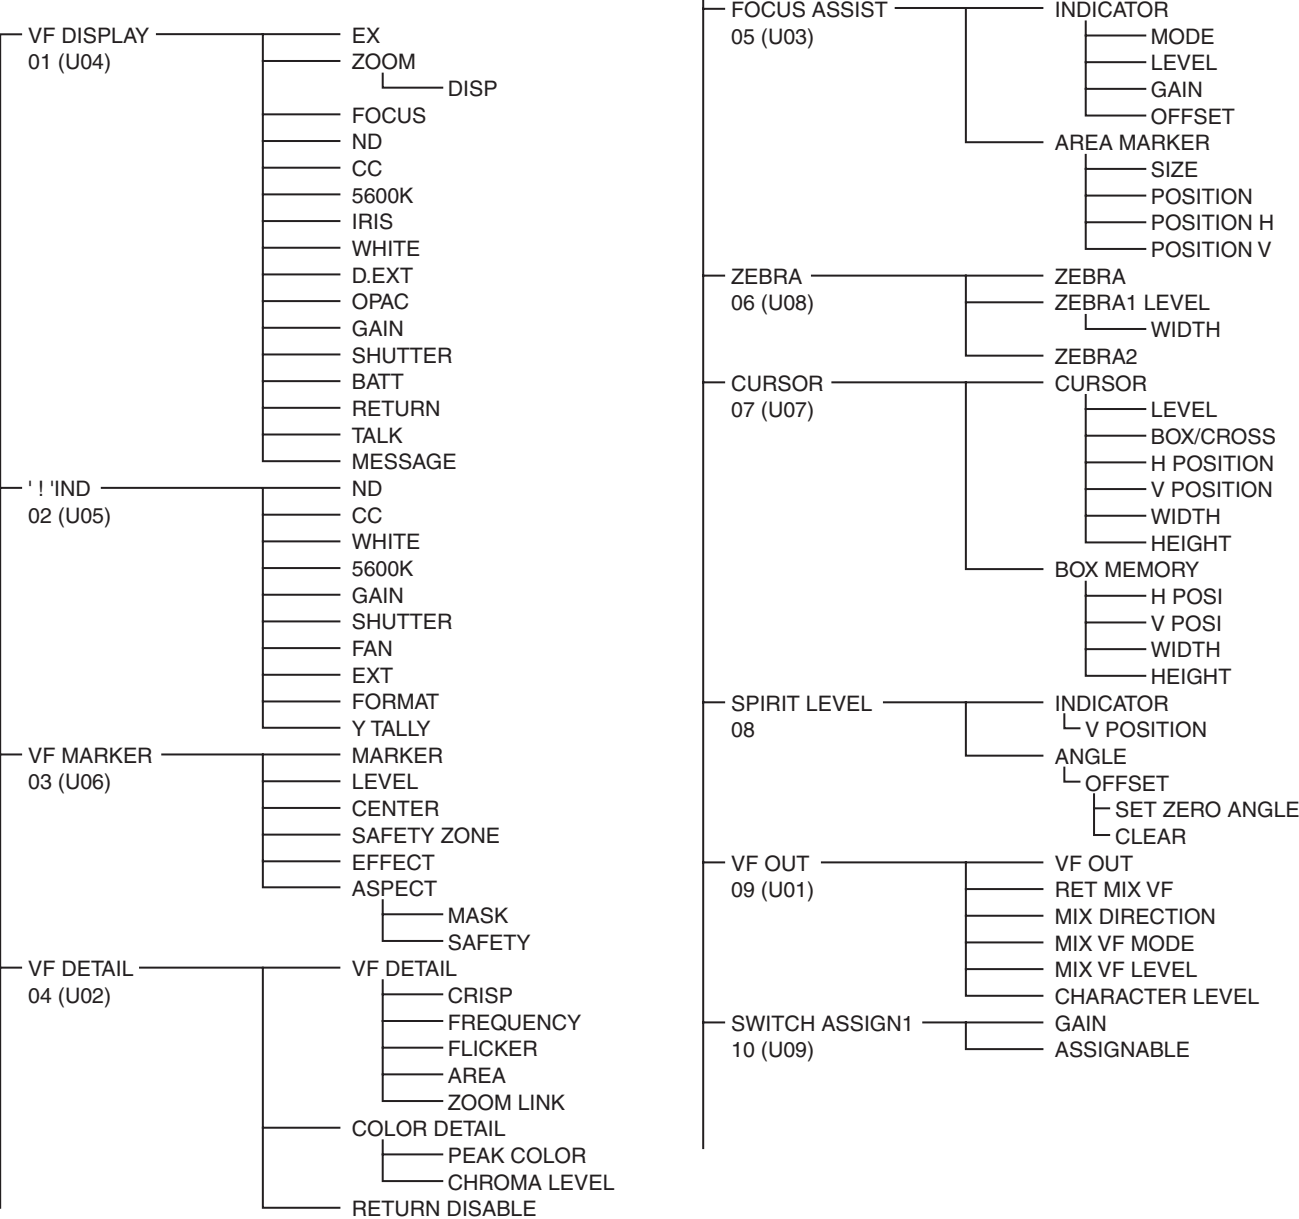 VF DISPLAY
01 (U04)
EX
ZOOM
DISP
FOCUS
ND
CC
5600K
IRIS
WHITE
D.EXT
OPAC
GAIN
SHUTTER
BATT
RETURN
TALK
MESSAGE
' ! 'IND
02 (U05)
ND
CC
WHITE
5600K
GAIN
SHUTTER
FAN
EXT
FORMAT
Y TALLY
VF MARKER
03 (U06)
MARKER
LEVEL
CENTER
SAFETY ZONE
EFFECT
ASPECT
MASK
SAFETY
VF DETAIL
04 (U02)
VF DETAIL
CRISP
FREQUENCY
FLICKER
AREA
ZOOM LINK
COLOR DETAIL
PEAK COLOR
CHROMA LEVEL
RETURN DISABLE
FOCUS ASSIST
05 (U03)
INDICATOR
MODE
LEVEL
GAIN
OFFSET
AREA MARKER
SIZE
POSITION
POSITION H
POSITION V
ZEBRA
06 (U08)
ZEBRA
ZEBRA1 LEVEL
WIDTH
ZEBRA2
CURSOR
07 (U07)
CURSOR
LEVEL
BOX/CROSS
H POSITION
V POSITION
WIDTH
HEIGHT
BOX MEMORY
H POSI
V POSI
WIDTH
HEIGHT
SPIRIT LEVEL
08
INDICATOR
V POSITION
ANGLE
OFFSET
SET ZERO ANGLE
CLEAR
VF OUT
09 (U01)
VF OUT
RET MIX VF
MIX DIRECTION
MIX VF MODE
MIX VF LEVEL
CHARACTER LEVEL
SWITCH ASSIGN1
10 (U09)
GAIN
ASSIGNABLE